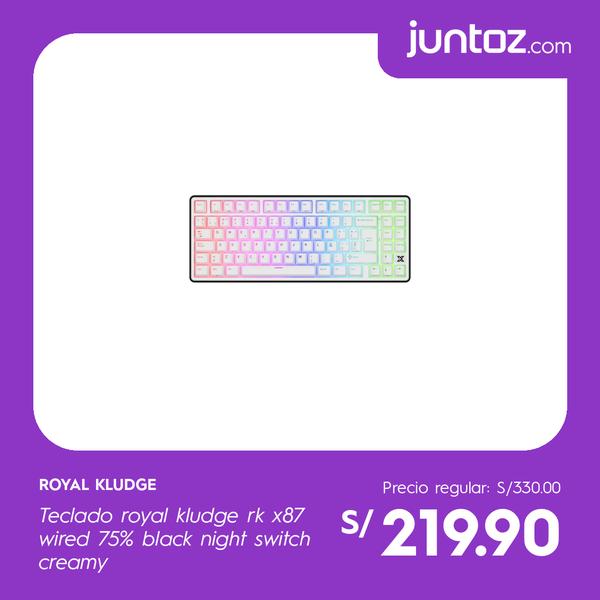 juntoz.com
ROYAL KLUDGE
Teclado royal kludge rk x87
wired 75% black night switch
creamy
Precio regular: S/330.00
S/ 219.90